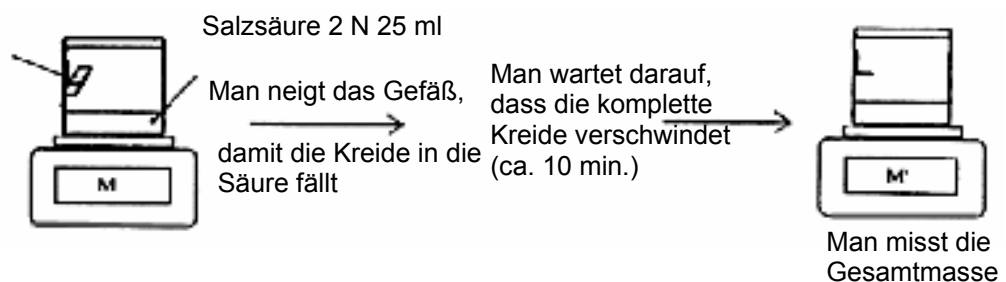 Salzsäure 2 N 25 ml
Man neigt das Gefäß,
damit die Kreide in die
Säure fällt
Man wartet darauf,
dass die komplette
Kreide verschwindet
(ca. 10 min.)
M
M'
Man misst die
Gesamtmasse